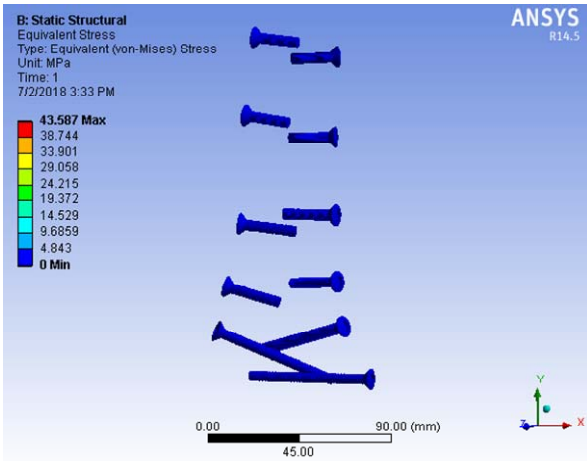 B: Static Structural
Equivalent Stress
Type: Equivalent (von-Mises) Stress
Unit: MPa
Time: 1
7/2/2018 3:33 PM
43.587 Max
38.744
33.901
29.058
24.215
19.372
14.529
9.6859
4.843
0 Min
ANSYS
R14.5
0.00
90.00 (mm)
45.00
Y
Z
X